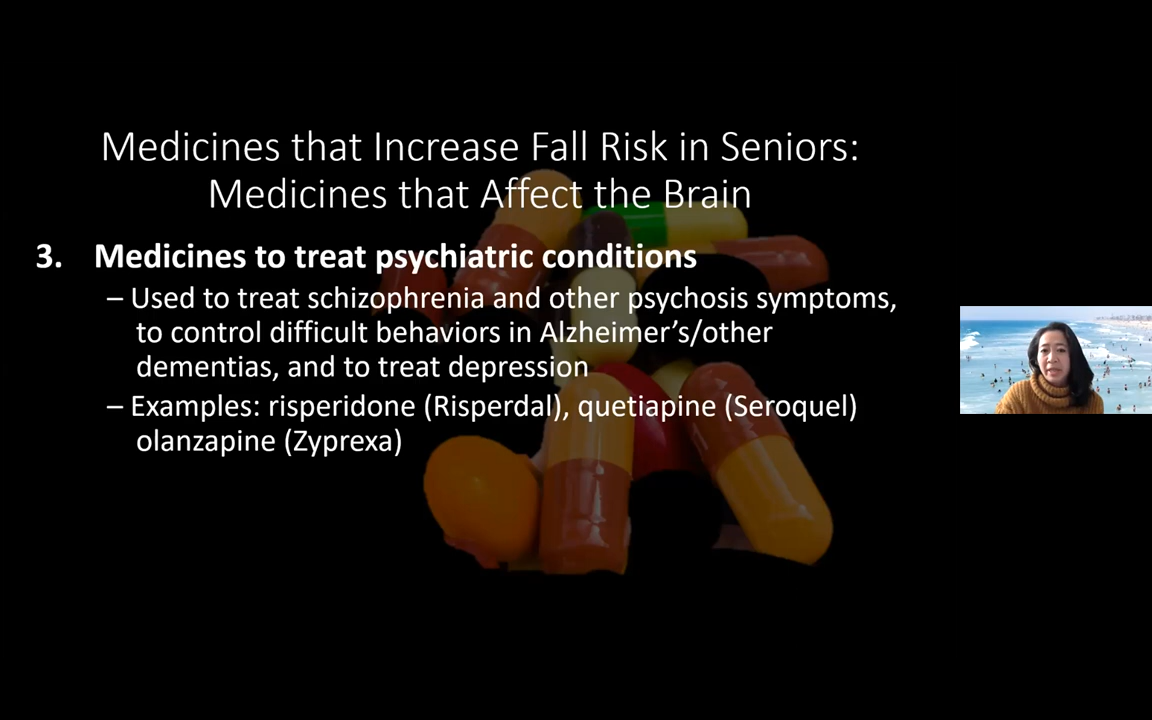 Medicines that Increase Fall Risk in Seniors:
Medicines that Affect the Brain
3. Medicines to treat psychiatric conditions
– Used to treat schizophrenia and other psychosis symptoms,
to control difficult behaviors in Alzheimer’s/other
dementias, and to treat depression
– Examples: risperidone (Risperdal), quetiapine (Seroquel)
olanzapine (Zyprexa)